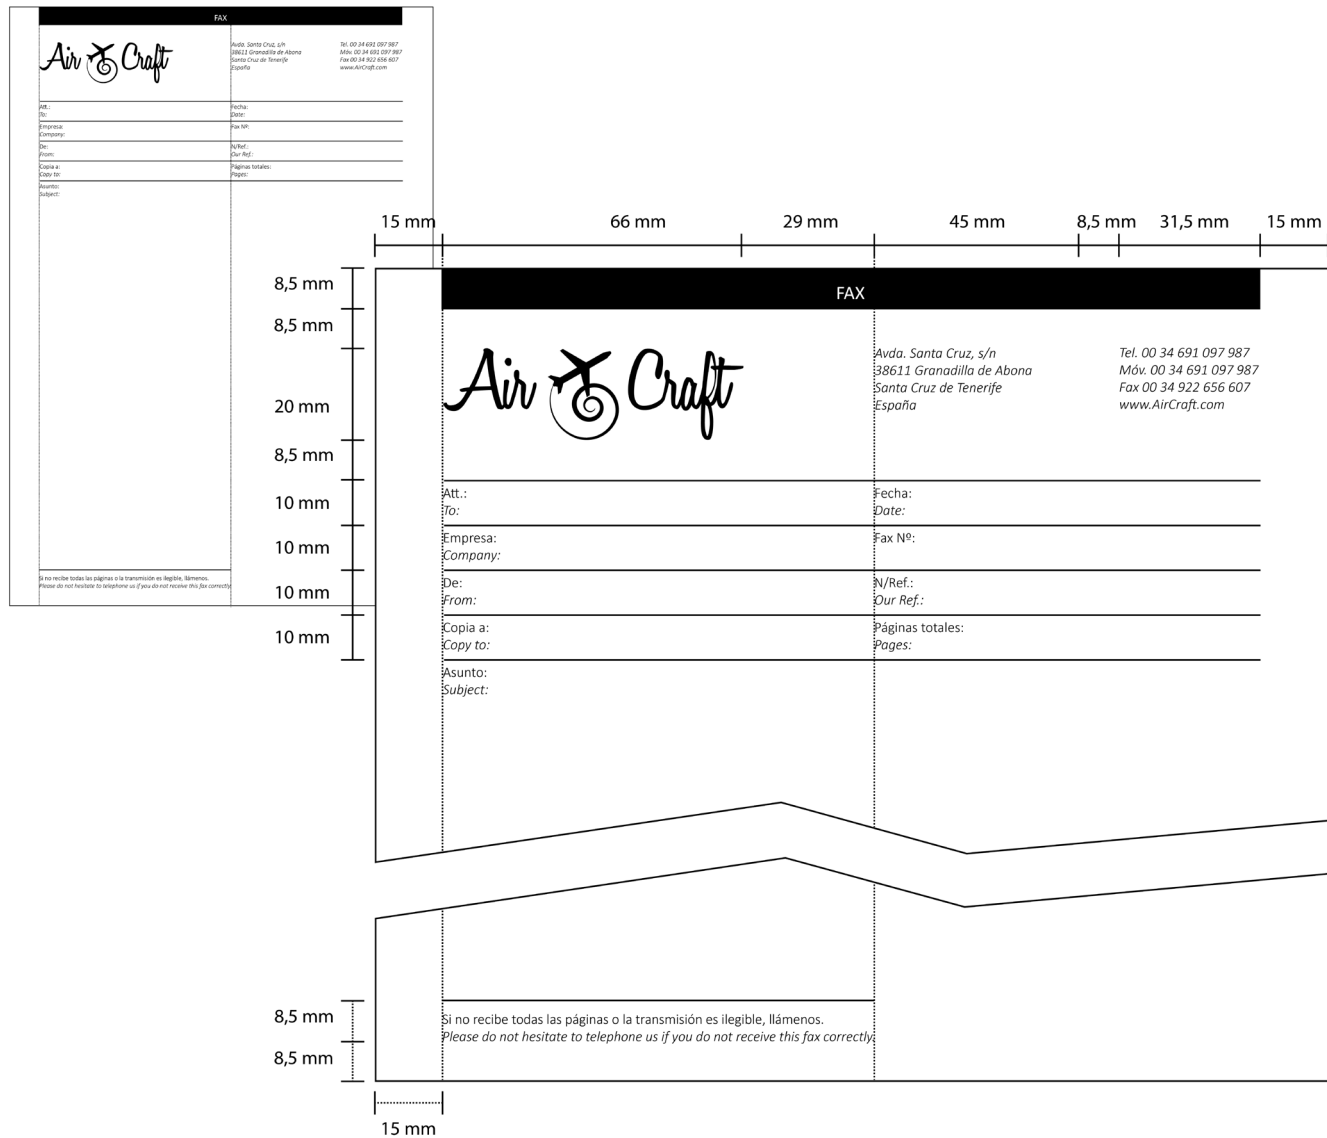 FAX
Air Craft
Avda. Santa Cruz, s/n
38611 Granadilla de Abona
Santa Cruz de Tenerife
España
Tel. 00 34 691 097 987
Móv. 00 34 691 097 987
Fax 00 34 922 656 607
www.AirCraft.com
Att.:
To:
Fecha:
Date:
Empresa:
Company:
Fax Nº:
De:
From:
N/Ref.:
Our Ref.:
Copia a:
Copy to:
Páginas totales:
Pages:
Asunto:
Subject:
Si no recibe todas las páginas o la transmisión es ilegible, llámenos.
Please do not hesitate to telephone us if you do not receive this fax correctly.
15 mm
66 mm
29 mm
45 mm
8,5 mm
31,5 mm
15 mm
8,5 mm
8,5 mm
20 mm
8,5 mm
10 mm
10 mm
10 mm
10 mm
FAX
Air Craft
Avda. Santa Cruz, s/n
38611 Granadilla de Abona
Santa Cruz de Tenerife
España
Tel. 00 34 691 097 987
Móv. 00 34 691 097 987
Fax 00 34 922 656 607
www.AirCraft.com
Att.:
To:
Fecha:
Date:
Empresa:
Company:
Fax Nº:
De:
From:
N/Ref.:
Our Ref.:
Copia a:
Copy to:
Páginas totales:
Pages:
Asunto:
Subject:
8,5 mm
8,5 mm
Si no recibe todas las páginas o la transmisión es ilegible, llámenos.
Please do not hesitate to telephone us if you do not receive this fax correctly.
15 mm